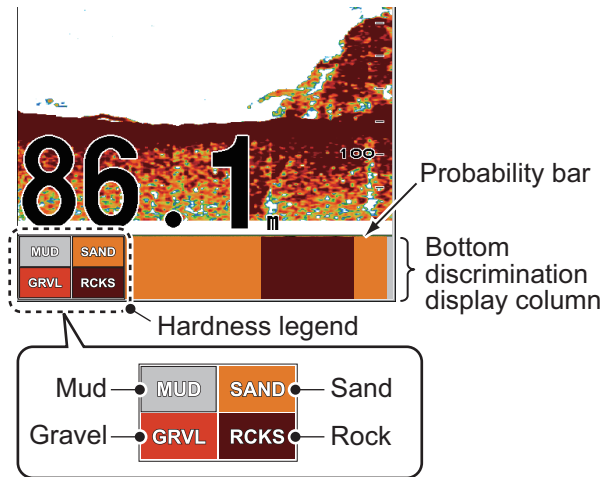 100
86.1m
Probability bar
MUD SAND
GRVL RCKS
Bottom
discrimination
display column
Hardness legend
Mud MUD SAND Sand
Gravel GRVL RCKS Rock